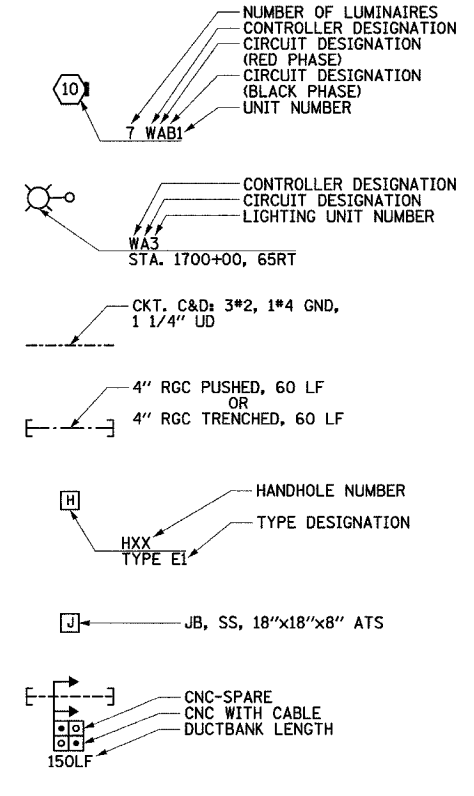 NUMBER OF LUMINAIRES
CONTROLLER DESIGNATION
CIRCUIT DESIGNATION
(RED PHASE)
CIRCUIT DESIGNATION
(BLACK PHASE)
UNIT NUMBER
10
7 WAB1
CONTROLLER DESIGNATION
CIRCUIT DESIGNATION
LIGHTING UNIT NUMBER
WA3
STA. 1700+00, 65RT
CKT. C&D: 3#2, 1#4 GND,
1 1/4" UD
4" RGC PUSHED, 60 LF
OR
4" RGC TRENCHED, 60 LF
H
HANDHOLE NUMBER
TYPE DESIGNATION
HXX
TYPE E1
J
JB, SS, 18"x18"x8" ATS
CNC-SPARE
CNC WITH CABLE
DUCTBANK LENGTH
150LF